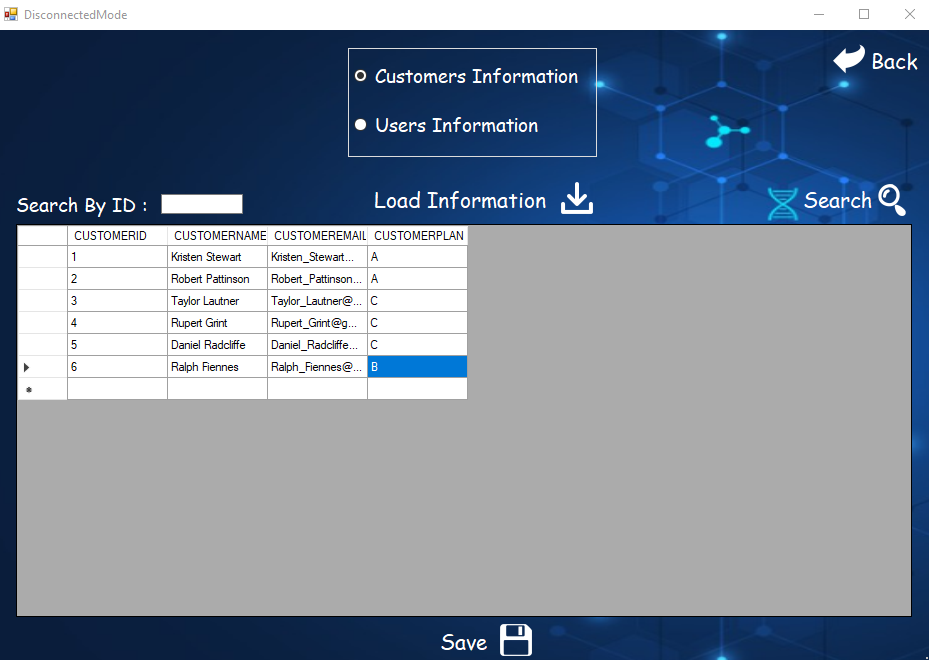 DisconnectedMode
Back
Customers Information
Users Information
Search By ID :
Load Information
Search
CUSTOMERID CUSTOMERNAME CUSTOMEREMAIL CUSTOMERPLAN
1 Kristen Stewart Kristen_Stewart... A
2 Robert Pattinson Robert_Pattinson... A
3 Taylor Lautner Taylor_Lautner@... C
4 Rupert Grint Rupert_Grint@g... C
5 Daniel Radcliffe Daniel_Radcliffe... C
6 Ralph Fiennes Ralph_Fiennes@... B
Save